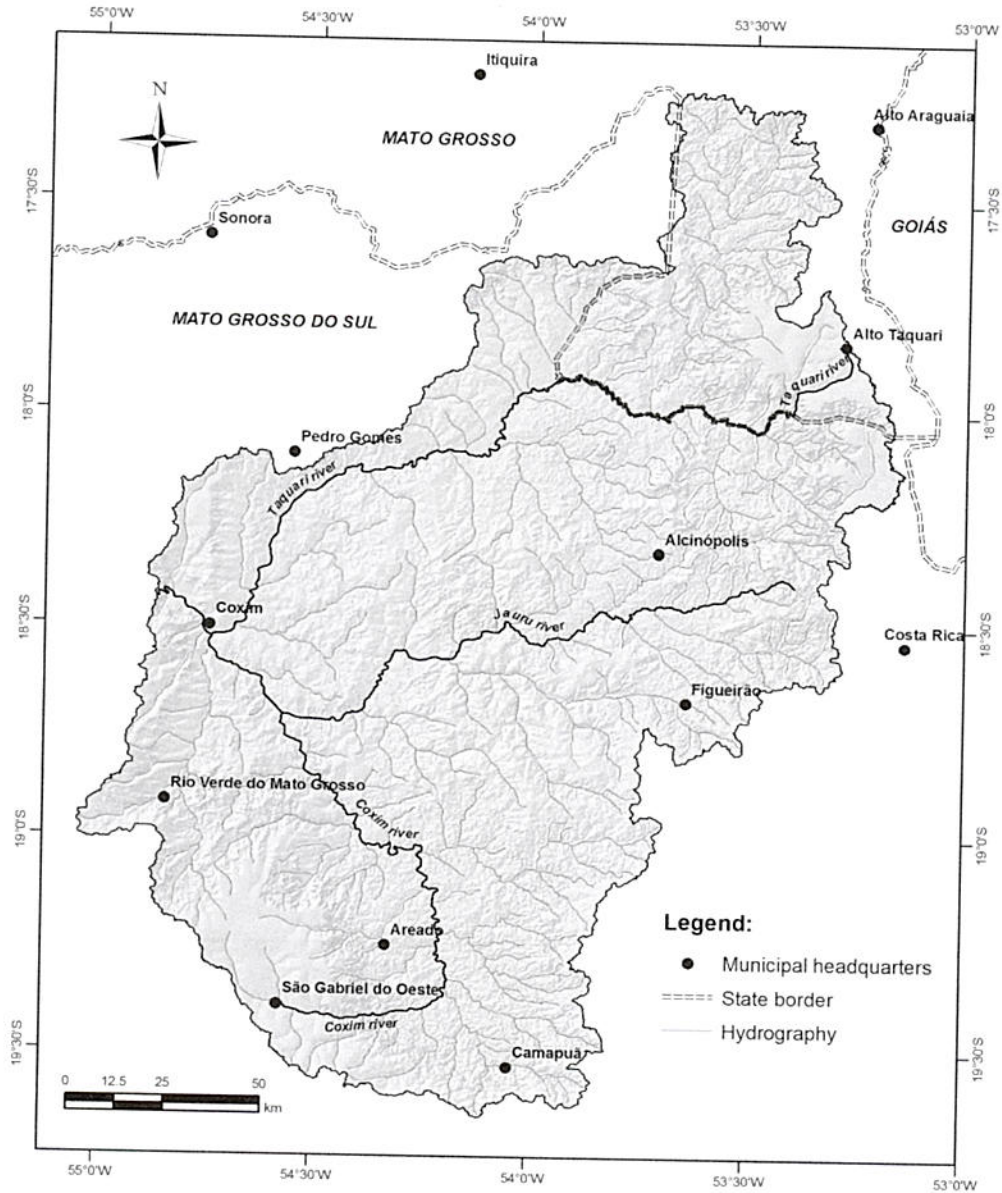 55°0'W
54°30'W
54°0'W
53°30'W
53°0'W
Itiquira
N
Alto Araguaia
MATO GROSSO
17°30'S
17°30'S
Sonora
GOIÁS
MATO GROSSO DO SUL
Alto Taquari
Taquari river
18°0'S
18°0'S
Pedro Gomes
Taquari river
Alcinópolis
Coxim
Jauru river
18°30'S
18°30'S
Costa Rica
Figueirão
Rio Verde do Mato Grosso
Coxim river
19°0'S
19°0'S
Legend:
Areado
Municipal headquarters
São Gabriel do Oeste
State border
Coxim river
Hydrography
19°30'S
19°30'S
Camapuã
0 12.5 25 50
km
55°0'W
54°30'W
54°0'W
53°30'W
53°0'W